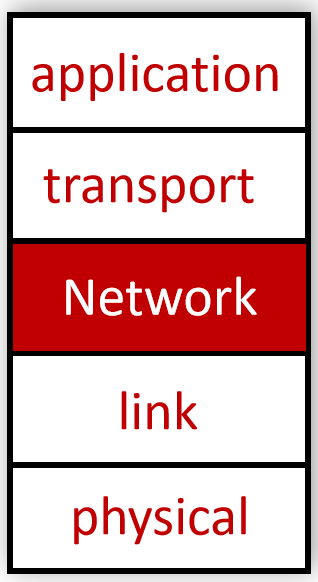 application
transport
Network
link
physical